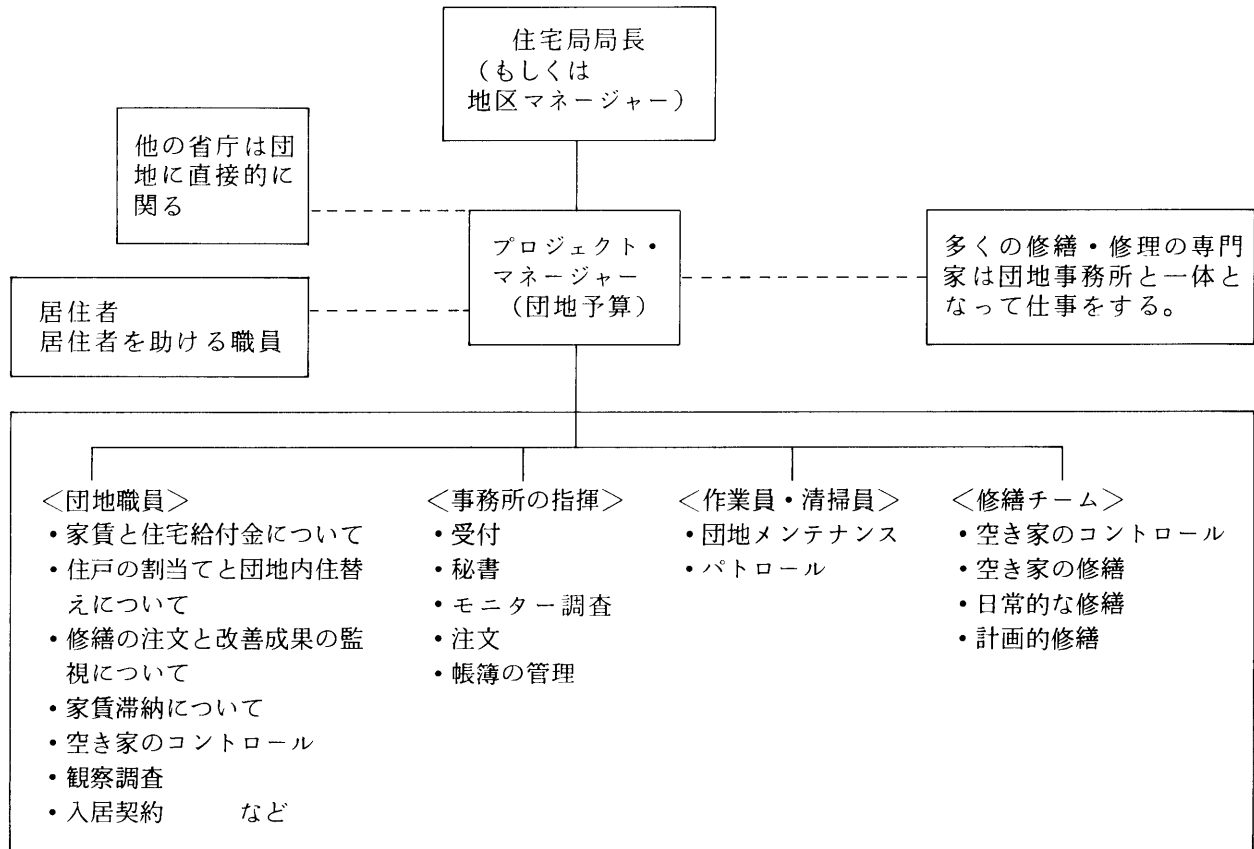 住宅局局長
（もしくは
地区マネージャー）
他の省庁は団
地に直接的に
関る
プロジェクト・
マネージャー
（団地予算）
多くの修繕・修理の専門
家は団地事務所と一体と
なって仕事をする。
居住者
居住者を助ける職員
＜団地職員＞
・家賃と住宅給付金について
・住戸の割当てと団地内住替
えについて
・修繕の注文と改善成果の監
視について
・家賃滞納について
・空き家のコントロール
・観察調査
・入居契約　　　など
＜事務所の指揮＞
・受付
・秘書
・モニター調査
・注文
・帳簿の管理
＜作業員・清掃員＞
・団地メンテナンス
・パトロール
＜修繕チーム＞
・空き家のコントロール
・空き家の修繕
・日常的な修繕
・計画的修繕